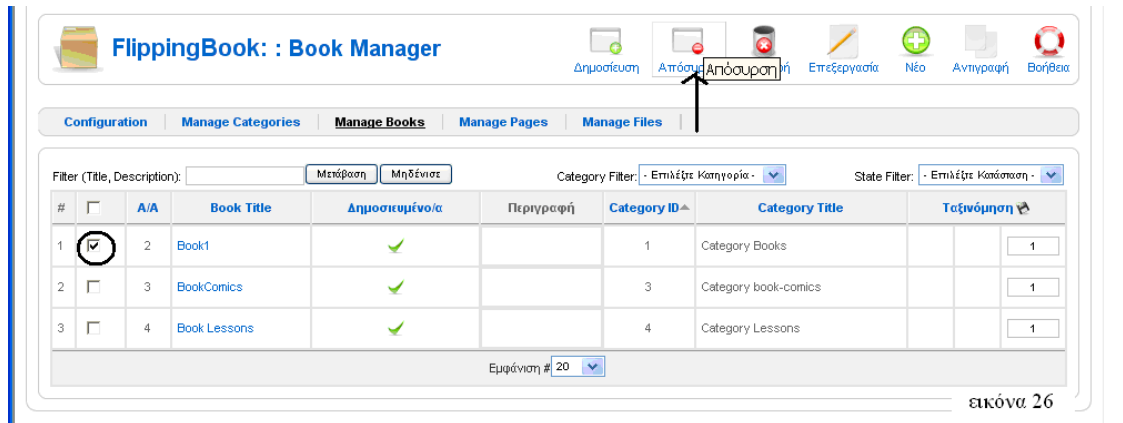 FlippingBook: : Book Manager
Δημοσίευση Απόσυρση Επεξεργασία Νέο Αντιγραφή Βοήθεια
Configuration Manage Categories Manage Books Manage Pages Manage Files
Filter (Title, Description): Μετάβαση Μηδένισε Category Filter: - Επιλέξτε Κατηγορία - State Filter: - Επιλέξτε Κατάσταση -
# Α/Α Book Title Δημοσιευμένο/α Περιγραφή Category ID Category Title Ταξινόμηση
1 2 Book1 1 Category Books 1
2 3 BookComics 3 Category book-comics 1
3 4 Book Lessons 4 Category Lessons 1
Εμφάνιση # 20
εικόνα 26